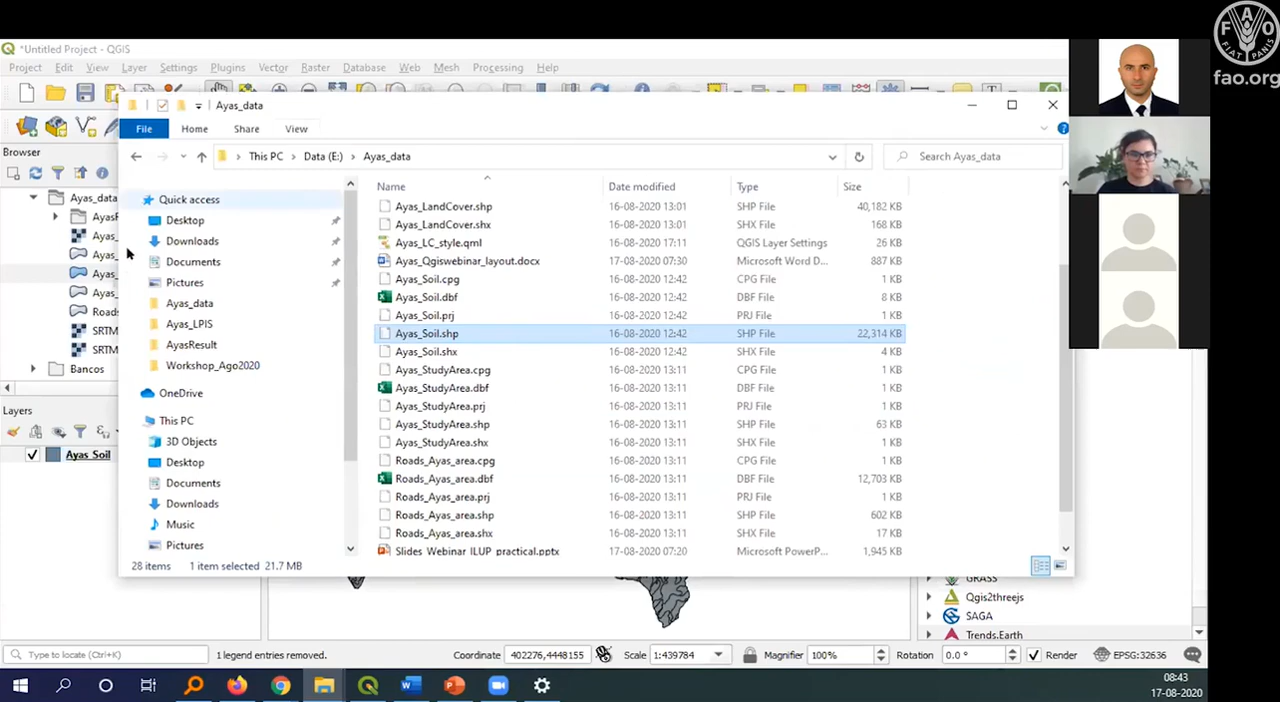 *Untitled Project - QGIS
Project Edit View Layer Settings Plugins Vector Raster Database Web Mesh Processing Help
Browser
Ayas_data
Ayas_
Ayas_
Ayas_
Ayas_
SRTM
SRTM
Bancos
Layers
Ayas Soil
Ayas_data
File Home Share View
This PC Data (E:) Ayas_data
Search Ayas_data
Quick access
Desktop
Downloads
Documents
Pictures
Ayas_data
Ayas_LPIS
AyasResult
Workshop_Ago2020
OneDrive
This PC
3D Objects
Desktop
Documents
Downloads
Music
Pictures
Name Date modified Type Size
Ayas_LandCover.shp 16-08-2020 13:01 SHP File 40,182 KB
Ayas_LandCover.shx 16-08-2020 13:01 SHX File 168 KB
Ayas_LC_style.qml 16-08-2020 17:11 QGIS Layer Settings 26 KB
Ayas_Qgiswebinar_layout.docx 17-08-2020 07:30 Microsoft Word D... 887 KB
Ayas_Soil.cpg 16-08-2020 12:42 CPG File 1 KB
Ayas_Soil.dbf 16-08-2020 12:42 DBF File 8 KB
Ayas_Soil.prj 16-08-2020 12:42 PRJ File 1 KB
Ayas_Soil.shp 16-08-2020 12:42 SHP File 22,314 KB
Ayas_Soil.shx 16-08-2020 12:42 SHX File 4 KB
Ayas_StudyArea.cpg 16-08-2020 13:11 CPG File 1 KB
Ayas_StudyArea.dbf 16-08-2020 13:11 DBF File 1 KB
Ayas_StudyArea.prj 16-08-2020 13:11 PRJ File 1 KB
Ayas_StudyArea.shp 16-08-2020 13:11 SHP File 63 KB
Ayas_StudyArea.shx 16-08-2020 13:11 SHX File 1 KB
Roads_Ayas_area.cpg 16-08-2020 13:11 CPG File 1 KB
Roads_Ayas_area.dbf 16-08-2020 13:11 DBF File 12,703 KB
Roads_Ayas_area.prj 16-08-2020 13:11 PRJ File 1 KB
Roads_Ayas_area.shp 16-08-2020 13:11 SHP File 602 KB
Roads_Ayas_area.shx 16-08-2020 13:11 SHX File 17 KB
Slides_Webinar_ILUP_practical.pptx 17-08-2020 07:20 Microsoft PowerP... 1,945 KB
28 items 1 item selected 21.7 MB
GRASS
Qgis2threejs
SAGA
Trends.Earth
Type to locate (Ctrl+K) 1 legend entries removed. Coordinate 402276,4448155 Scale 1:439784 Magnifier 100% Rotation 0.0 ° Render EPSG:32636
08:43
17-08-2020
FAO
FIAT PANIS
fao.org